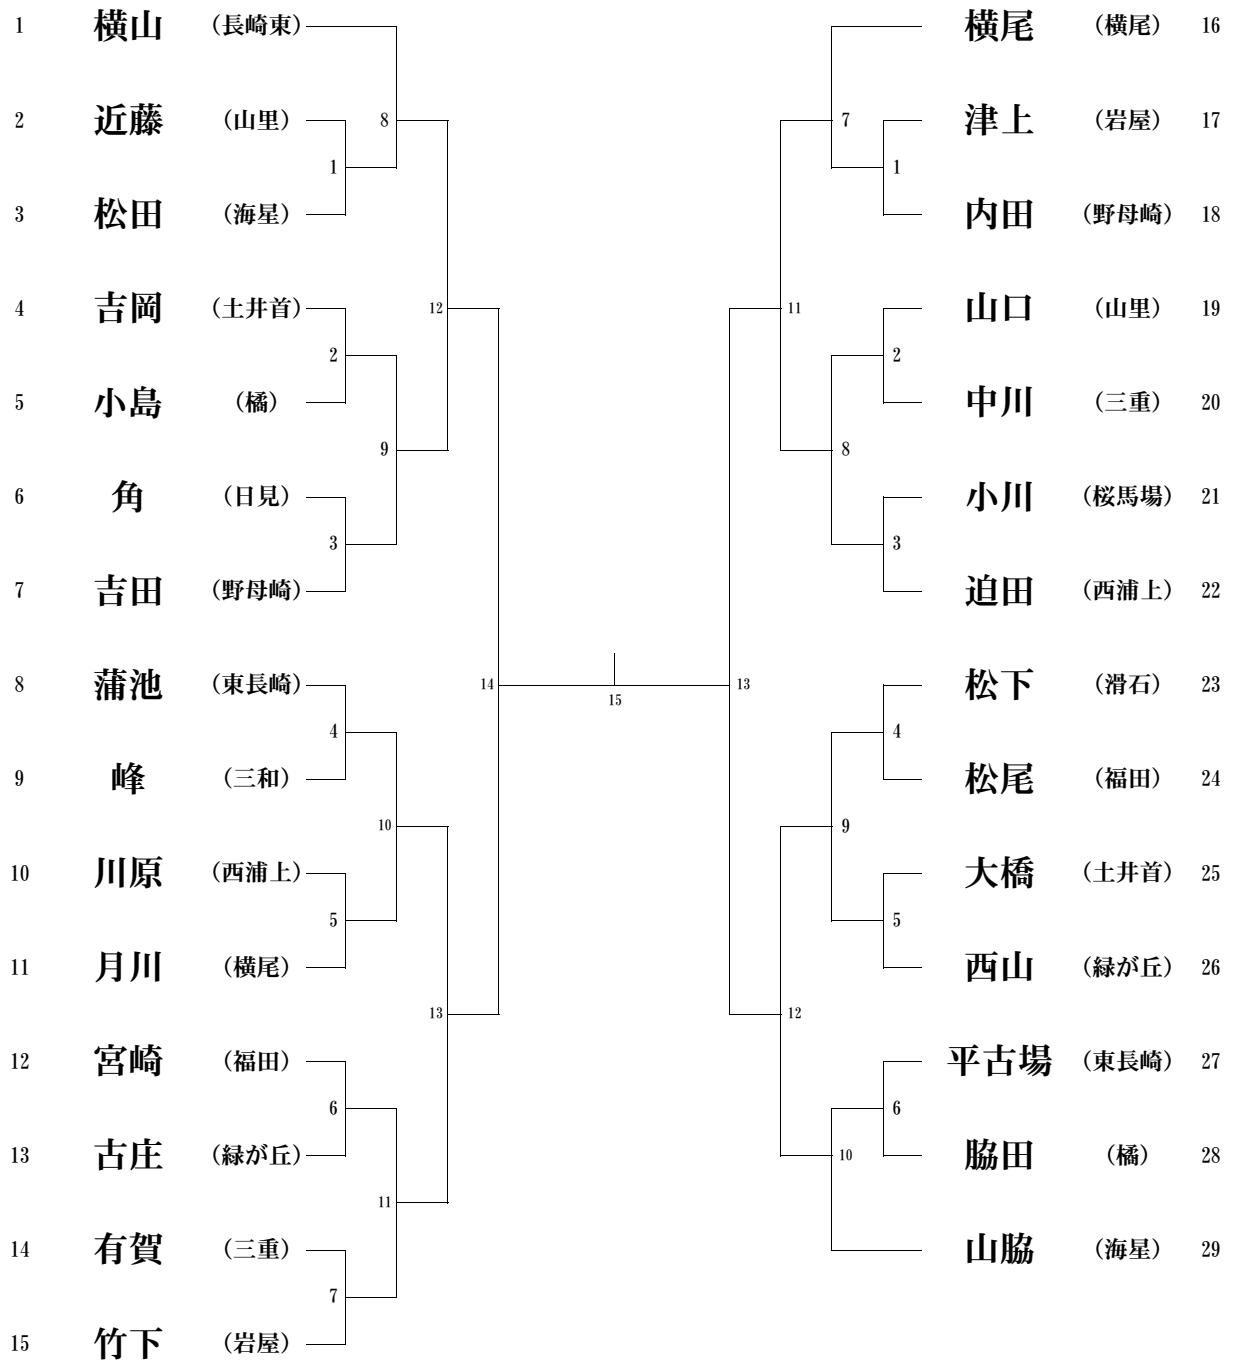 1 横山 （長崎東） 横尾 （横尾） 16
2 近藤 （山里） 8 7 津上 （岩屋） 17
1 1
3 松田 （海星） 内田 （野母崎） 18
4 吉岡 （土井首） 12 11 山口 （山里） 19
2 2
5 小島 （橘） 中川 （三重） 20
9 8
6 角 （日見） 小川 （桜馬場） 21
3 3
7 吉田 （野母崎） 迫田 （西浦上） 22
8 蒲池 （東長崎） 14 13 松下 （滑石） 23
15
4 4
9 峰 （三和） 松尾 （福田） 24
10 9
10 川原 （西浦上） 大橋 （土井首） 25
5 5
11 月川 （横尾） 西山 （緑が丘） 26
13 12
12 宮崎 （福田） 平古場 （東長崎） 27
6 6
13 古庄 （緑が丘） 10 脇田 （橘） 28
11
14 有賀 （三重） 山脇 （海星） 29
7
15 竹下 （岩屋）